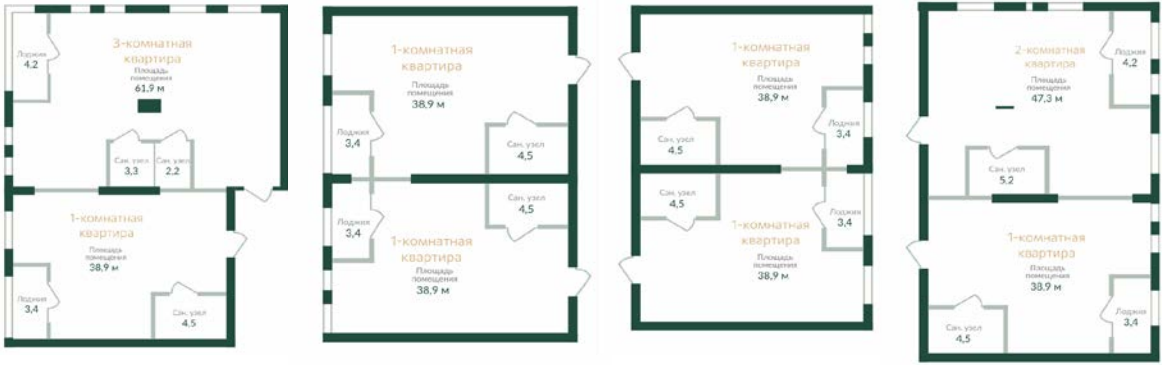 3-комнатная
квартира
Площадь
помещения
61,9 м
Лоджия
4,2
Сан. узел
3,3
Сан. узел
2,2
1-комнатная
квартира
Площадь
помещения
38,9 м
Лоджия
3,4
Сан. узел
4,5
1-комнатная
квартира
Площадь
помещения
38,9 м
Лоджия
3,4
Сан. узел
4,5
Сан. узел
4,5
Лоджия
3,4
1-комнатная
квартира
Площадь
помещения
38,9 м
1-комнатная
квартира
Площадь
помещения
38,9 м
Лоджия
3,4
Сан. узел
4,5
Сан. узел
4,5
Лоджия
3,4
1-комнатная
квартира
Площадь
помещения
38,9 м
2-комнатная
квартира
Площадь
помещения
47,3 м
Лоджия
4,2
Сан. узел
5,2
1-комнатная
квартира
Площадь
помещения
38,9 м
Лоджия
3,4
Сан. узел
4,5